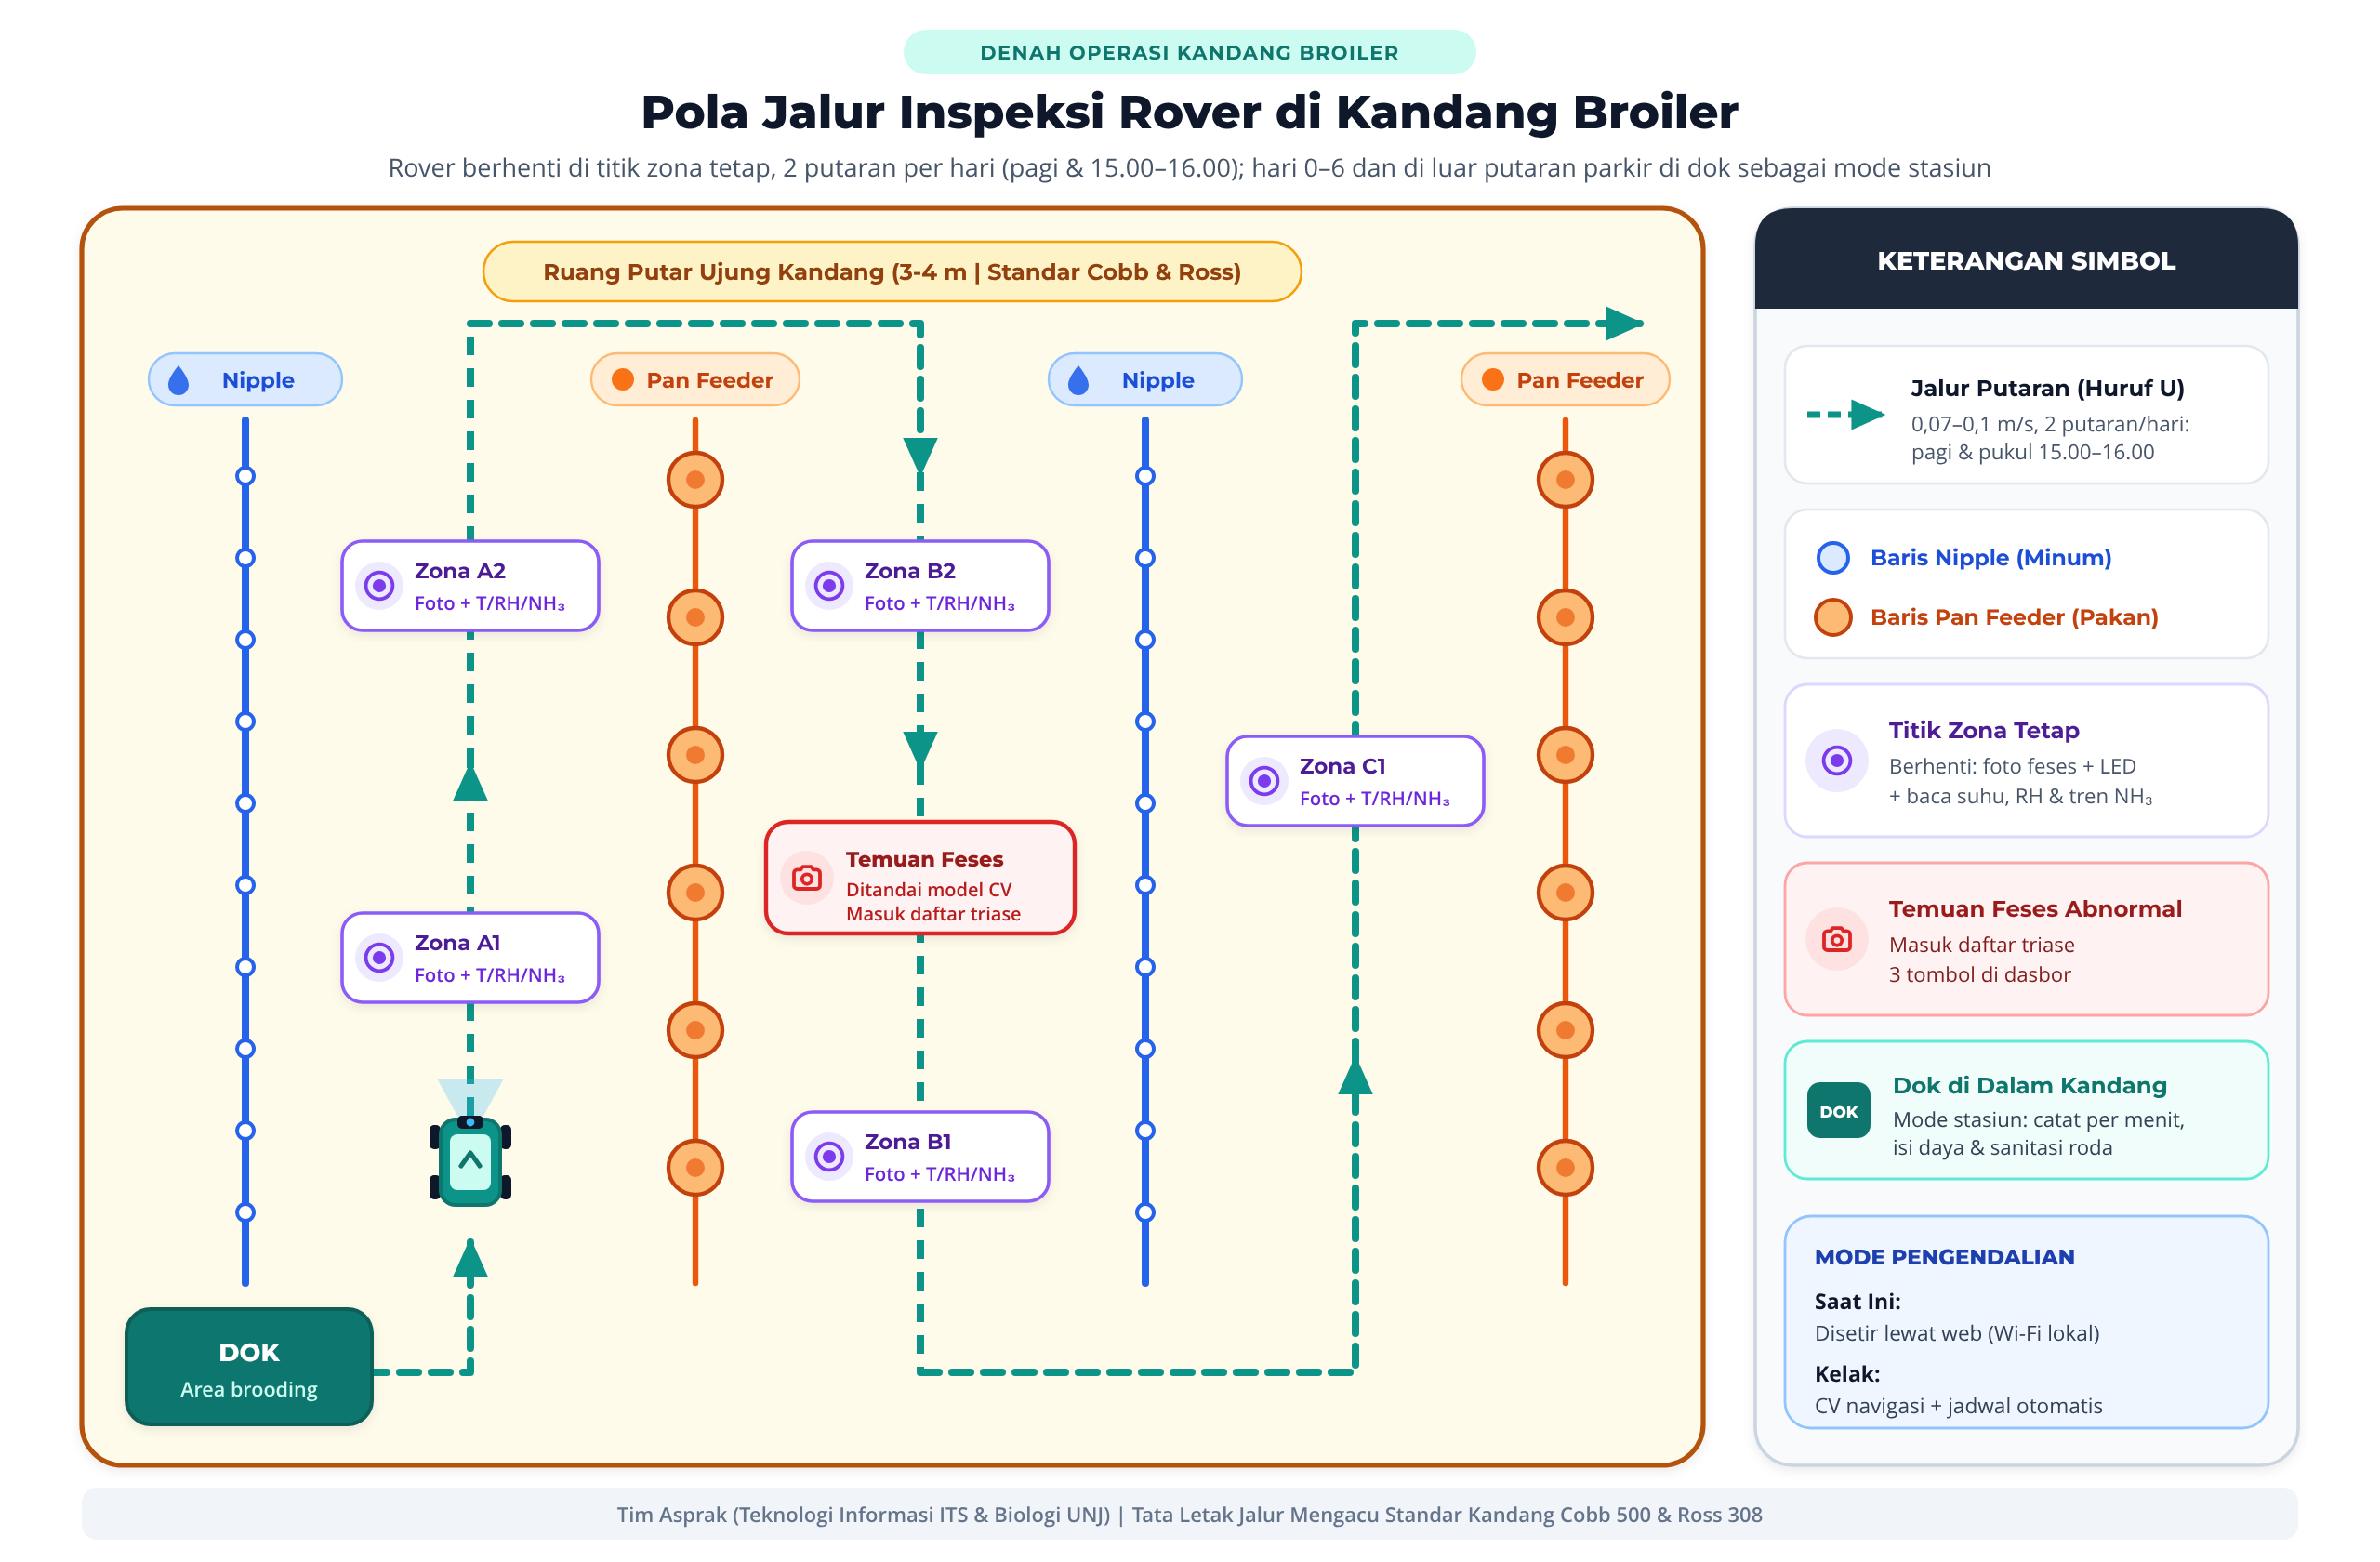 DENAH OPERASI KANDANG BROILER
Pola Jalur Inspeksi Rover di Kandang Broiler
Rover berhenti di titik zona tetap, 2 putaran per hari (pagi & 15.00–16.00); hari 0–6 dan di luar putaran parkir di dok sebagai mode stasiun
Ruang Putar Ujung Kandang (3-4 m | Standar Cobb & Ross)
Nipple
Pan Feeder
Nipple
Pan Feeder
Zona A2
Foto + T/RH/NH₃
Zona B2
Foto + T/RH/NH₃
Zona C1
Foto + T/RH/NH₃
Temuan Feses
Ditandai model CV
Masuk daftar triase
Zona A1
Foto + T/RH/NH₃
Zona B1
Foto + T/RH/NH₃
DOK
Area brooding
KETERANGAN SIMBOL
Jalur Putaran (Huruf U)
0,07–0,1 m/s, 2 putaran/hari:
pagi & pukul 15.00–16.00
Baris Nipple (Minum)
Baris Pan Feeder (Pakan)
Titik Zona Tetap
Berhenti: foto feses + LED
+ baca suhu, RH & tren NH₃
Temuan Feses Abnormal
Masuk daftar triase
3 tombol di dasbor
DOK
Dok di Dalam Kandang
Mode stasiun: catat per menit,
isi daya & sanitasi roda
MODE PENGENDALIAN
Saat Ini:
Disetir lewat web (Wi-Fi lokal)
Kelak:
CV navigasi + jadwal otomatis
Tim Asprak (Teknologi Informasi ITS & Biologi UNJ) | Tata Letak Jalur Mengacu Standar Kandang Cobb 500 & Ross 308